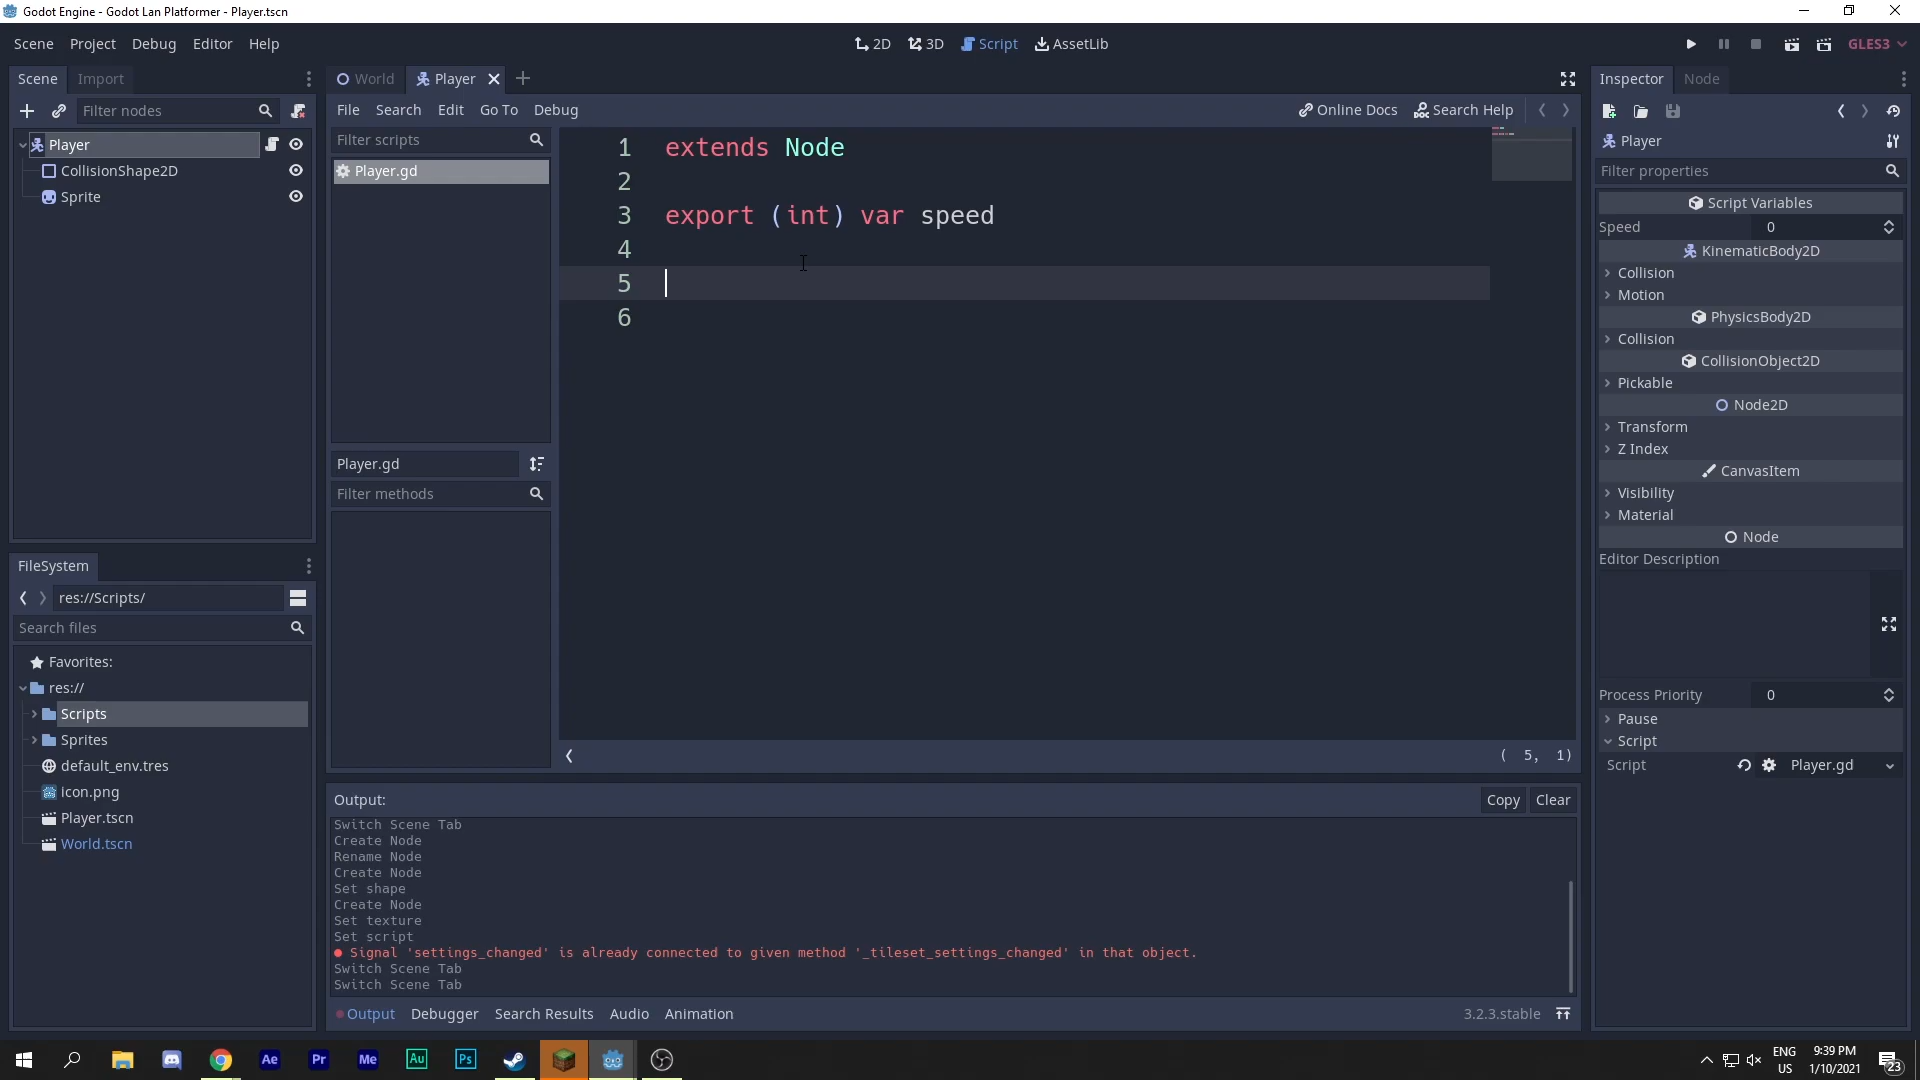 Godot Engine - Godot Lan Platformer - Player.tscn
Scene Project Debug Editor Help
2D 3D Script AssetLib
GLES3
Scene Import
Filter nodes
Player
CollisionShape2D
Sprite
FileSystem
res://Scripts/
Search files
Favorites:
res://
Scripts
Sprites
default_env.tres
icon.png
Player.tscn
World.tscn
World Player
File Search Edit Go To Debug
Online Docs Search Help
Filter scripts
Player.gd
Player.gd
Filter methods
1 extends Node
2
3 export (int) var speed
4
5
6
( 5, 1)
Output:
Copy Clear
Switch Scene Tab
Create Node
Rename Node
Create Node
Set shape
Create Node
Set texture
Set script
Signal 'settings_changed' is already connected to given method '_tileset_settings_changed' in that object.
Switch Scene Tab
Switch Scene Tab
Output Debugger Search Results Audio Animation
3.2.3.stable
Inspector Node
Player
Filter properties
Script Variables
Speed 0
KinematicBody2D
Collision
Motion
PhysicsBody2D
Collision
CollisionObject2D
Pickable
Node2D
Transform
Z Index
CanvasItem
Visibility
Material
Node
Editor Description
Process Priority 0
Pause
Script
Script Player.gd
Ae Pr Me Au Ps
ENG
US
9:39 PM
1/10/2021
23